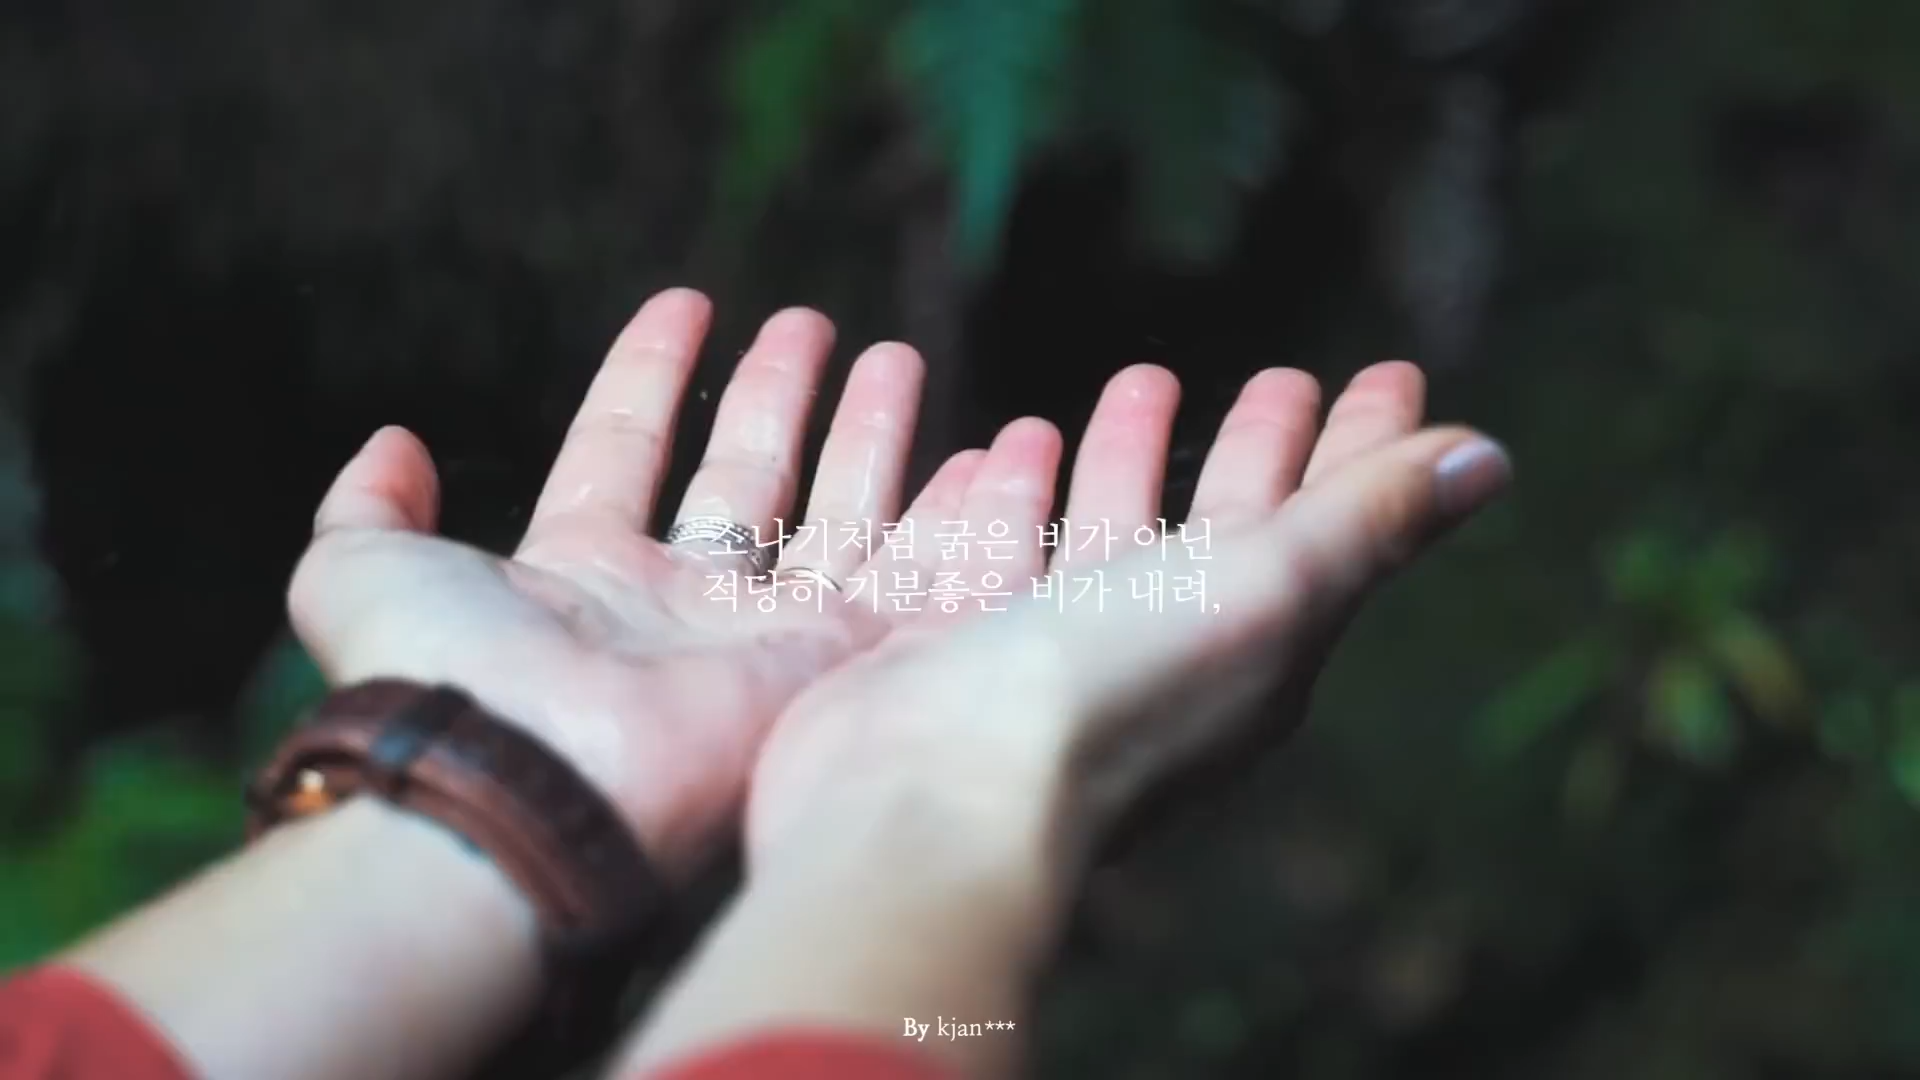 소나기처럼 굵은 비가 아닌
적당히 기분좋은 비가 내려,
By kjan***